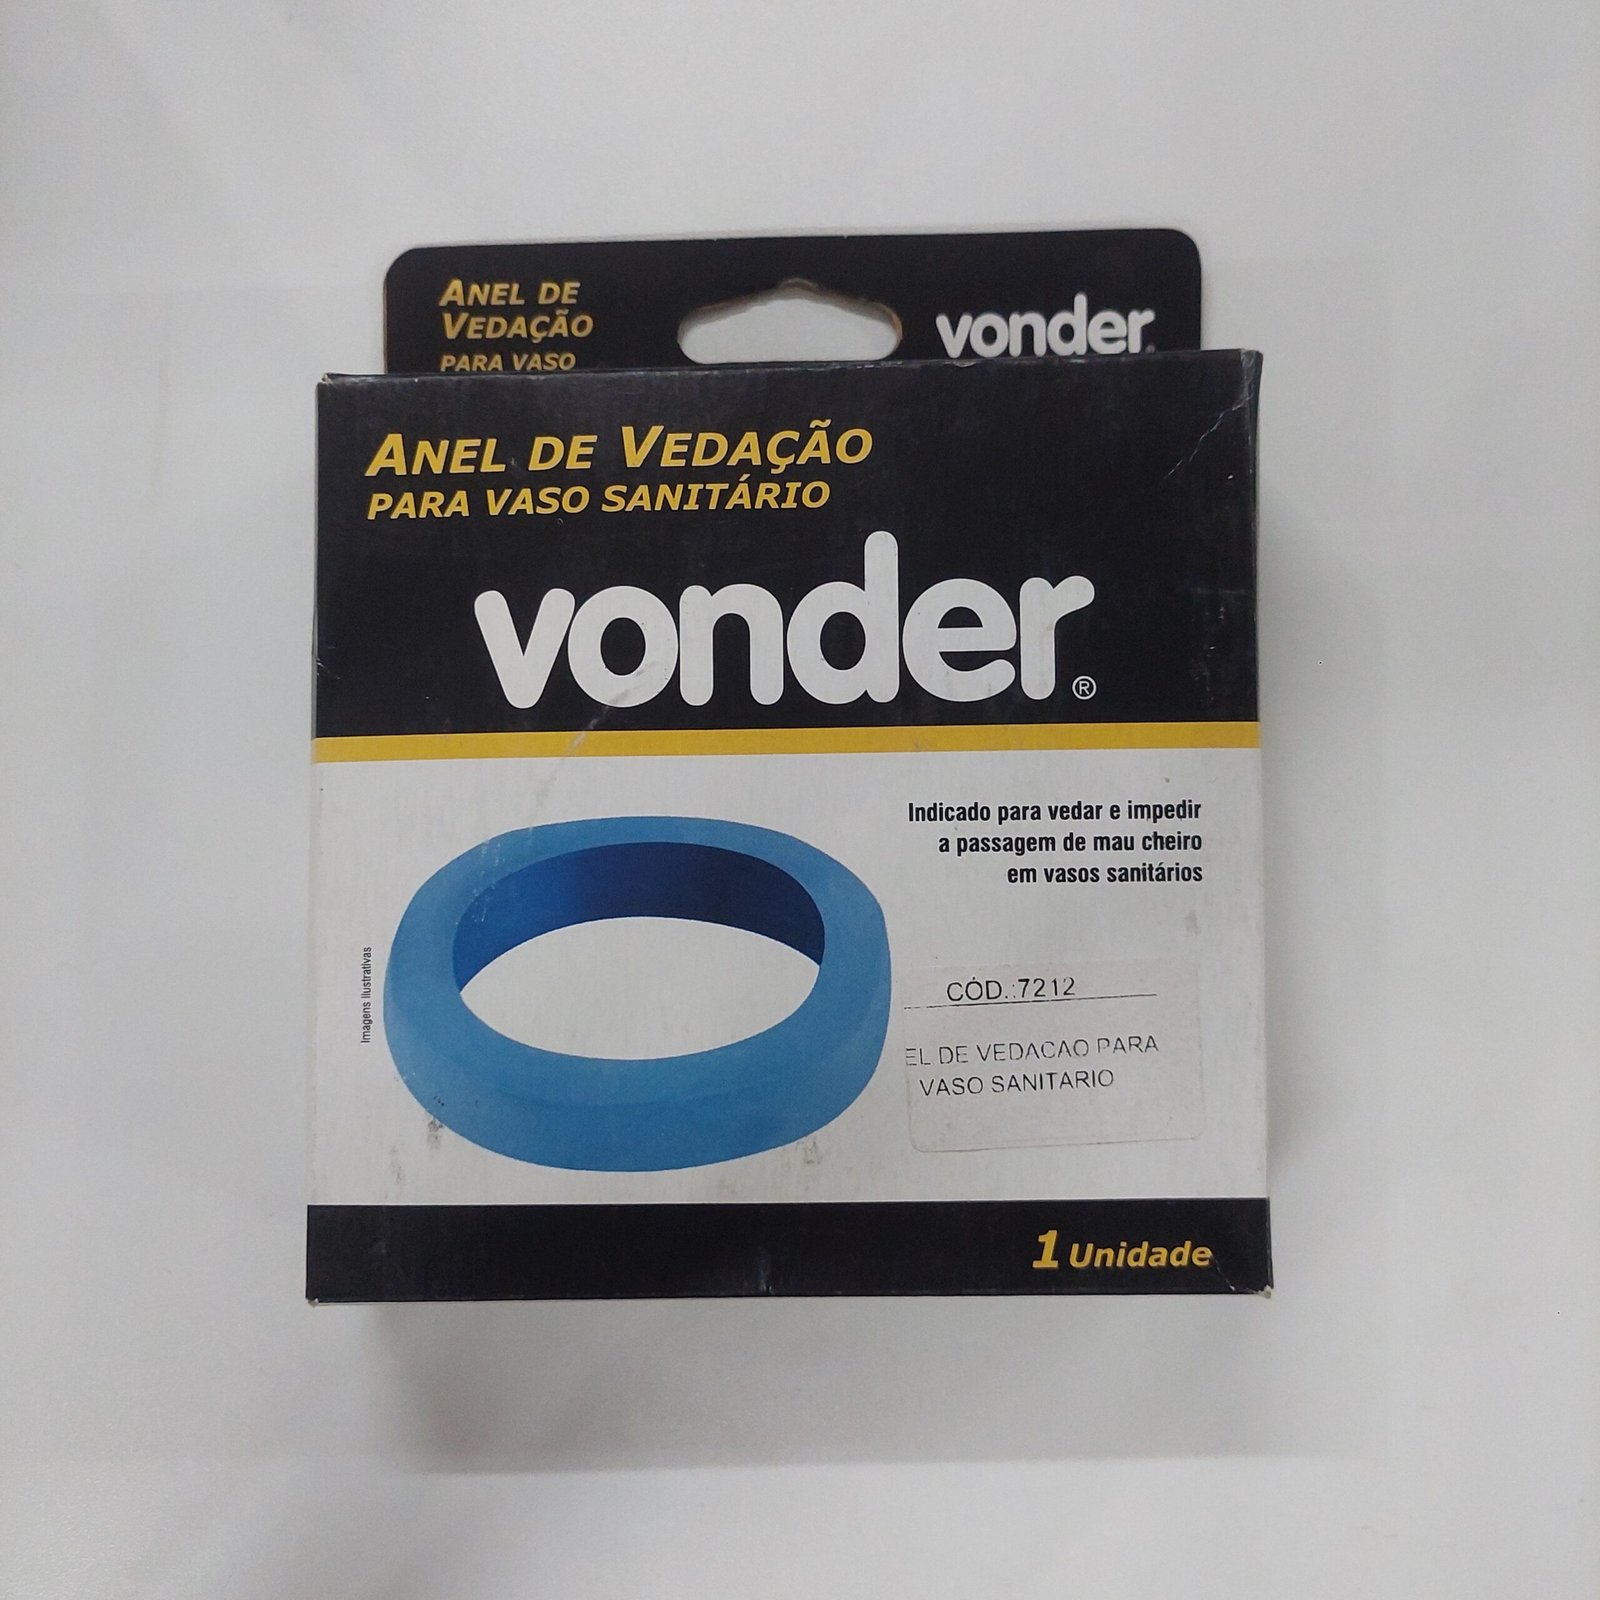 ANEL DE
VEDAÇÃO
PARA VASO
vonder
ANEL DE VEDAÇÃO
PARA VASO SANITÁRIO
vonder®
Indicado para vedar e impedir
a passagem de mau cheiro
em vasos sanitários
Imagens ilustrativas
CÓD.:7212
EL DE VEDACAO PARA
VASO SANITARIO
1 Unidade